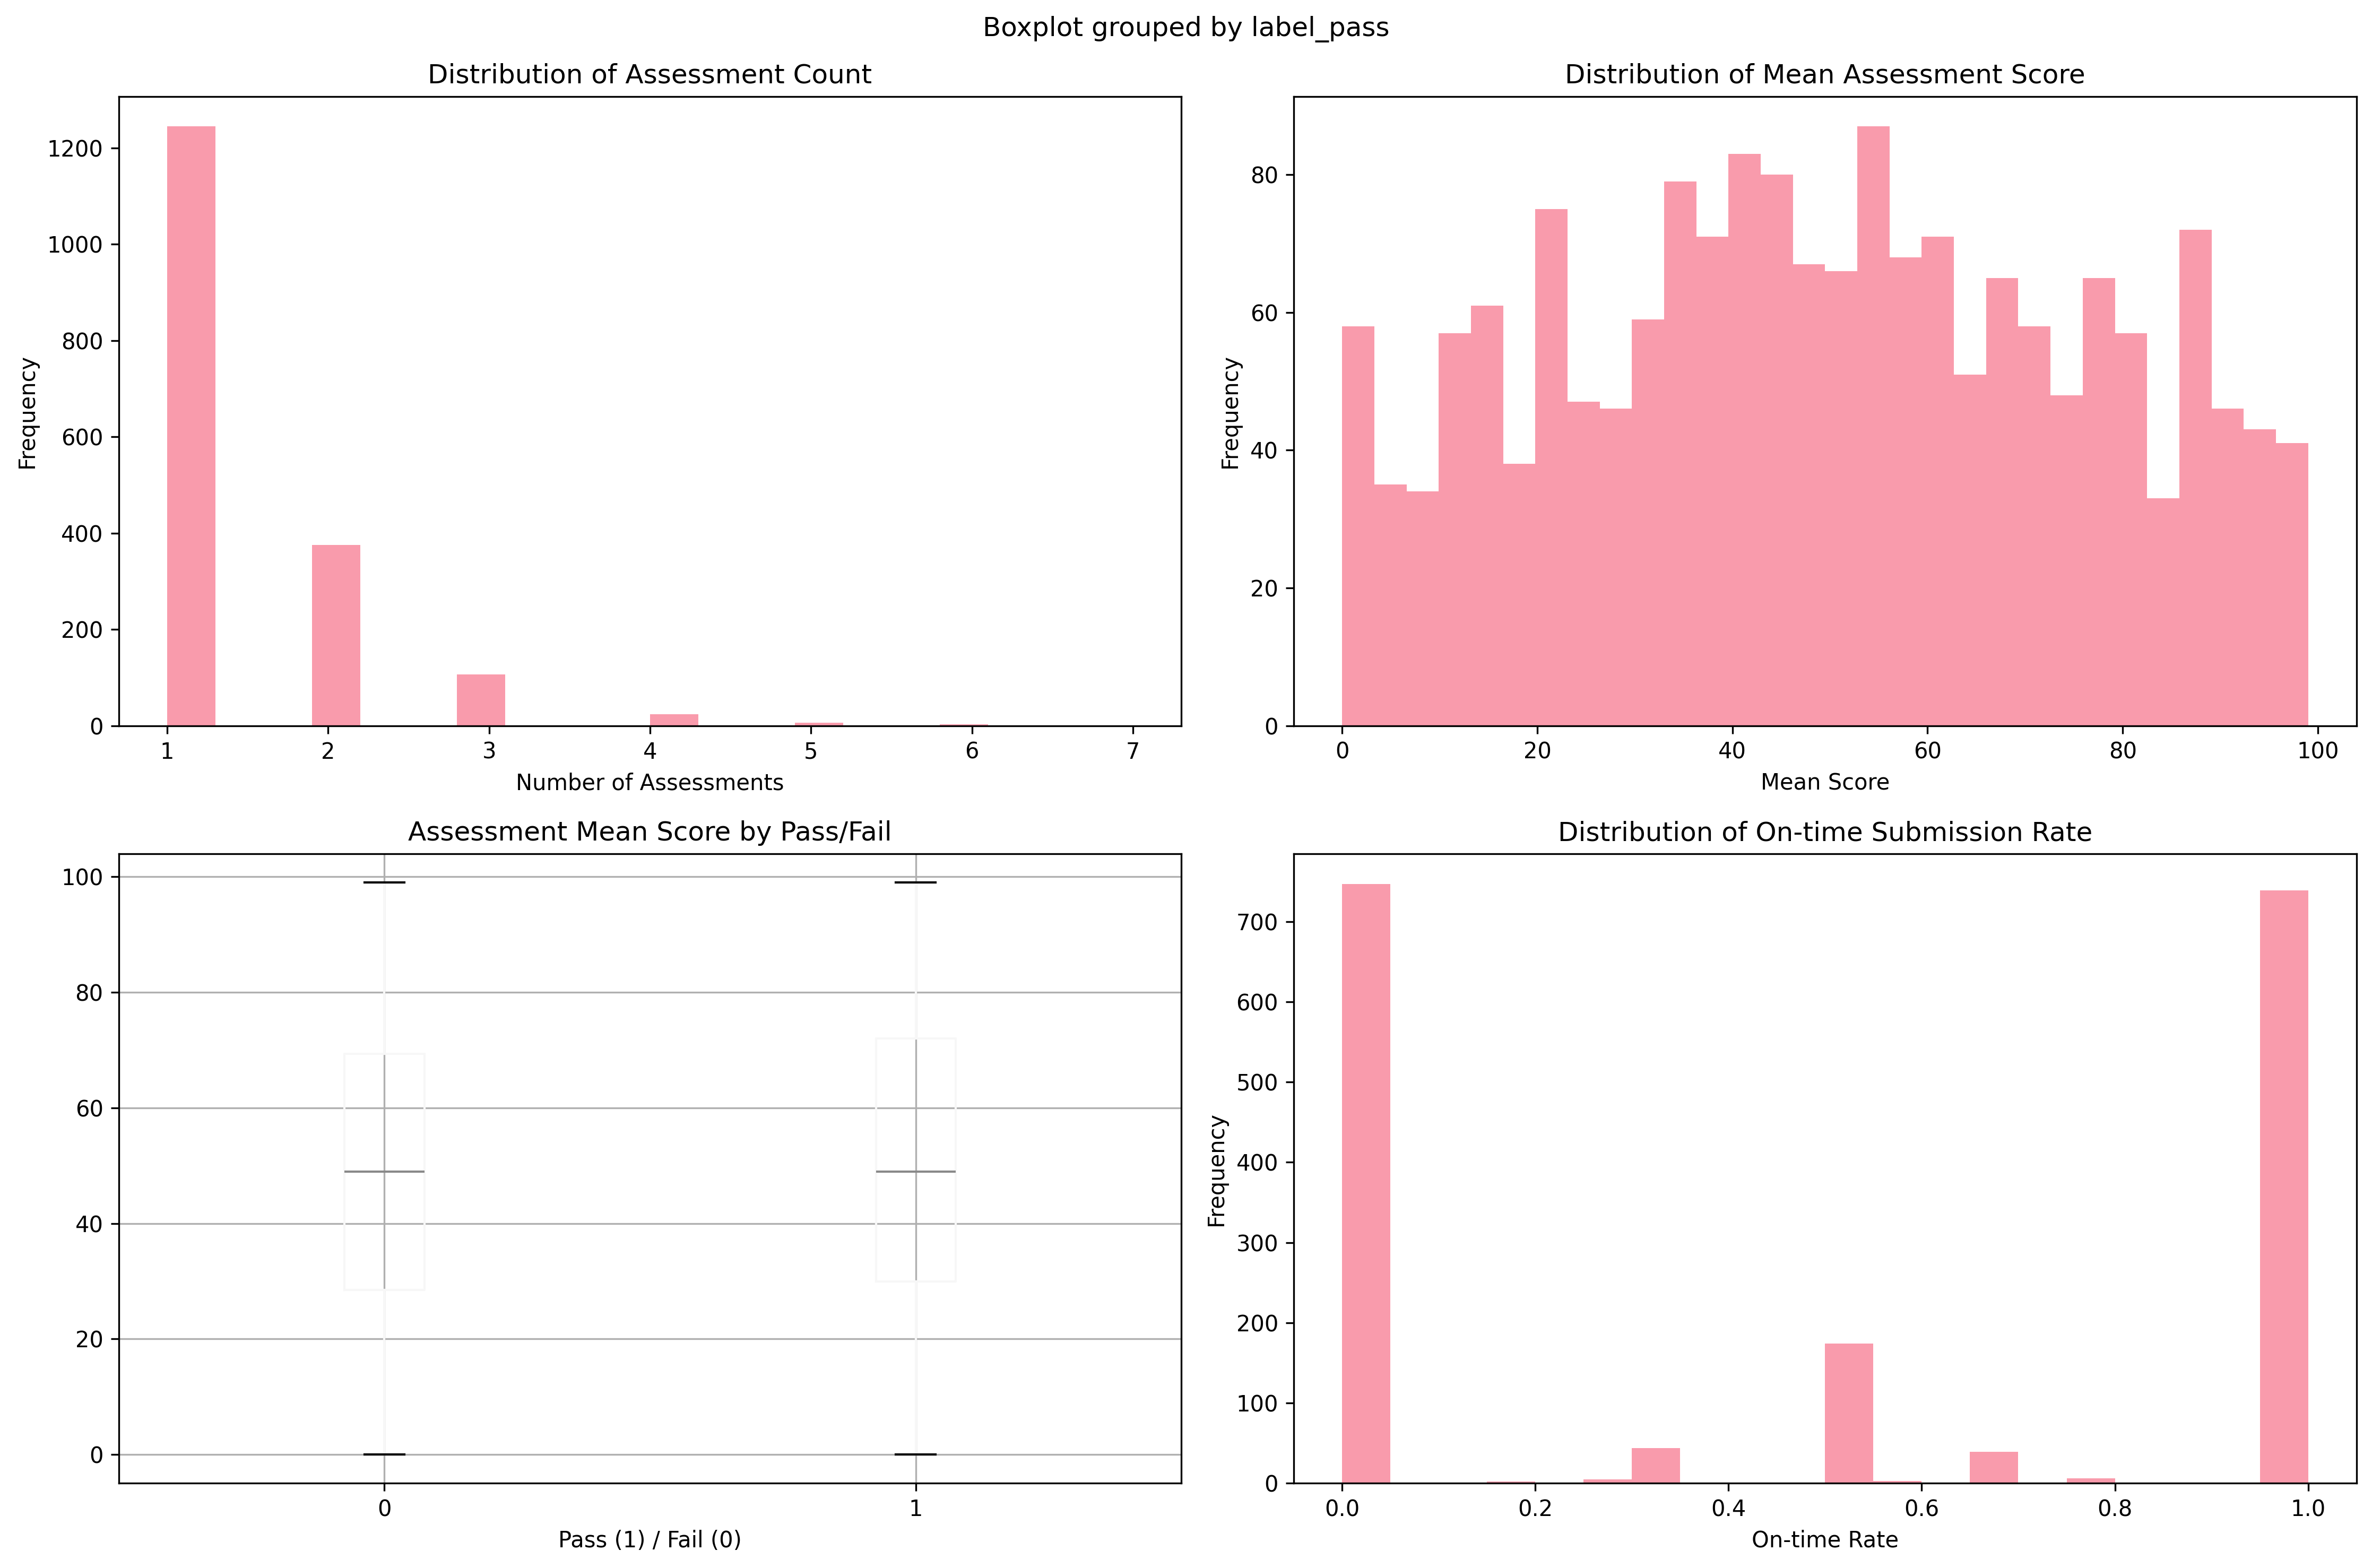 Boxplot grouped by label_pass
Distribution of Assessment Count
1200
1000
800
600
400
200
0
Frequency
1 2 3 4 5 6 7
Number of Assessments
Distribution of Mean Assessment Score
80
60
40
20
0
Frequency
0 20 40 60 80 100
Mean Score
Assessment Mean Score by Pass/Fail
100
80
60
40
20
0
0 1
Pass (1) / Fail (0)
Distribution of On-time Submission Rate
700
600
500
400
300
200
100
0
Frequency
0.0 0.2 0.4 0.6 0.8 1.0
On-time Rate